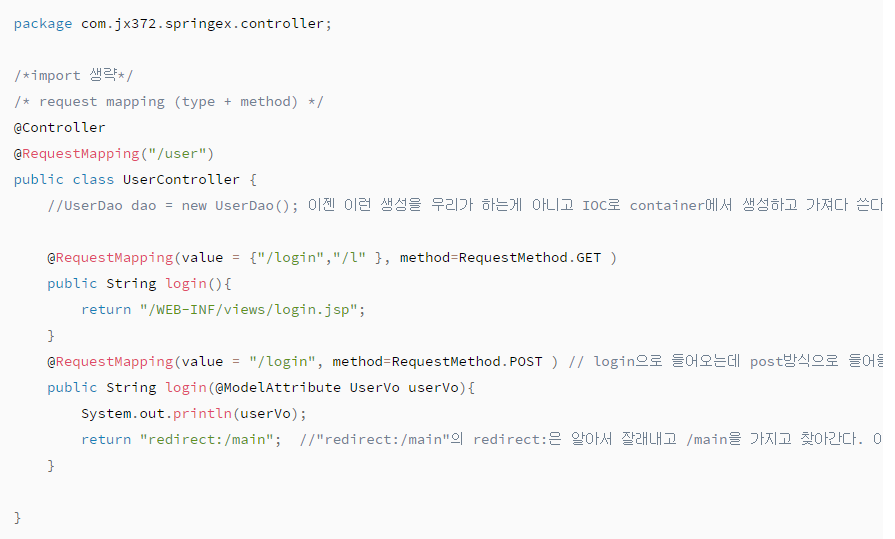 package com.jx372.springex.controller;
/*import 생략*/
/* request mapping (type + method) */
@Controller
@RequestMapping("/user")
public class UserController {
//UserDao dao = new UserDao(); 이젠 이런 생성을 우리가 하는게 아니고 IOC로 container에서 생성하고 가져다 쓴다
@RequestMapping(value = {"/login","/l" }, method=RequestMethod.GET )
public String login(){
return "/WEB-INF/views/login.jsp";
}
@RequestMapping(value = "/login", method=RequestMethod.POST ) // login으로 들어오는데 post방식으로
public String login(@ModelAttribute UserVo userVo){
System.out.println(userVo);
return "redirect:/main";  //"redirect:/main"의 redirect:은 알아서 잘래내고 /main을 가지고 찾아간다.
}
}